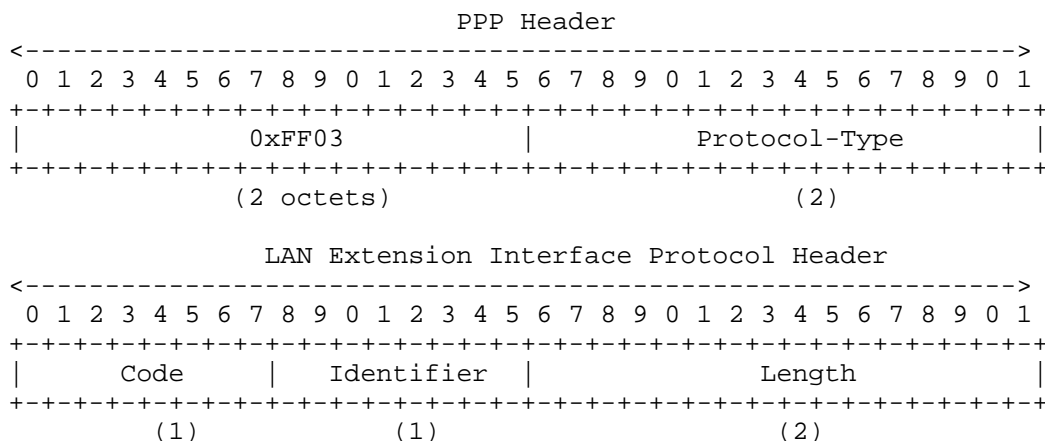 PPP Header
<--------------------------------------------------------------->
 0 1 2 3 4 5 6 7 8 9 0 1 2 3 4 5 6 7 8 9 0 1 2 3 4 5 6 7 8 9 0 1
+-+-+-+-+-+-+-+-+-+-+-+-+-+-+-+-+-+-+-+-+-+-+-+-+-+-+-+-+-+-+-+-+
|              0xFF03           |          Protocol-Type        |
+-+-+-+-+-+-+-+-+-+-+-+-+-+-+-+-+-+-+-+-+-+-+-+-+-+-+-+-+-+-+-+-+
              (2 octets)                         (2)
                LAN Extension Interface Protocol Header
<--------------------------------------------------------------->
 0 1 2 3 4 5 6 7 8 9 0 1 2 3 4 5 6 7 8 9 0 1 2 3 4 5 6 7 8 9 0 1
+-+-+-+-+-+-+-+-+-+-+-+-+-+-+-+-+-+-+-+-+-+-+-+-+-+-+-+-+-+-+-+-+
|      Code     |   Identifier  |              Length           |
+-+-+-+-+-+-+-+-+-+-+-+-+-+-+-+-+-+-+-+-+-+-+-+-+-+-+-+-+-+-+-+-+
         (1)            (1)                     (2)